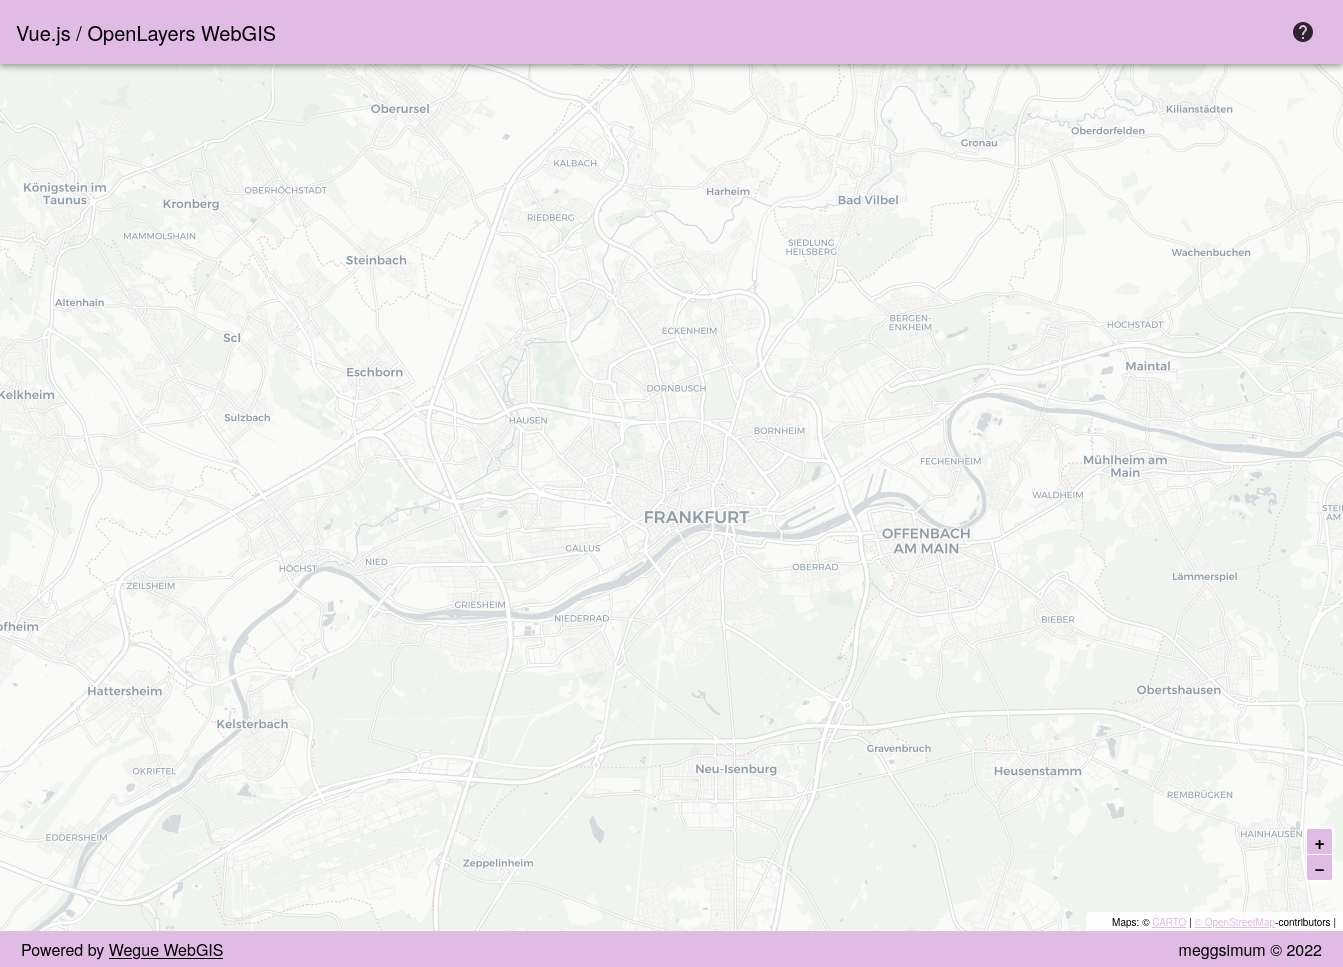 Vue.js / OpenLayers WebGIS
Oberursel
Kilianstädten
Oberdorfelden
Gronau
KALBACH
Königstein im
Taunus
OBERHÖCHSTADT
Harheim
Kronberg
Bad Vilbel
RIEDBERG
MAMMOLSHAIN
SIEDLUNG
HEILSBERG
Wachenbuchen
Steinbach
Altenhain
BERGEN-
ENKHEIM
HOCHSTADT
ECKENHEIM
Scl
Maintal
Eschborn
DORNBUSCH
Kelkheim
Sulzbach
HAUSEN
BORNHEIM
FECHENHEIM
Mühlheim am
Main
WALDHEIM
STEIN
AM
FRANKFURT
OFFENBACH
AM MAIN
GALLUS
NIED
HÖCHST
OBERRAD
Lämmerspiel
ZEILSHEIM
GRIESHEIM
NIEDERRAD
BIEBER
ofheim
Hattersheim
Obertshausen
Kelsterbach
Gravenbruch
OKRIFTEL
Neu-Isenburg
Heusenstamm
REMBRÜCKEN
HAINHAUSEN
EDDERSHEIM
+
−
Zeppelinheim
Maps: © CARTO | © OpenStreetMap-contributors |
Powered by Wegue WebGIS
meggsimum © 2022